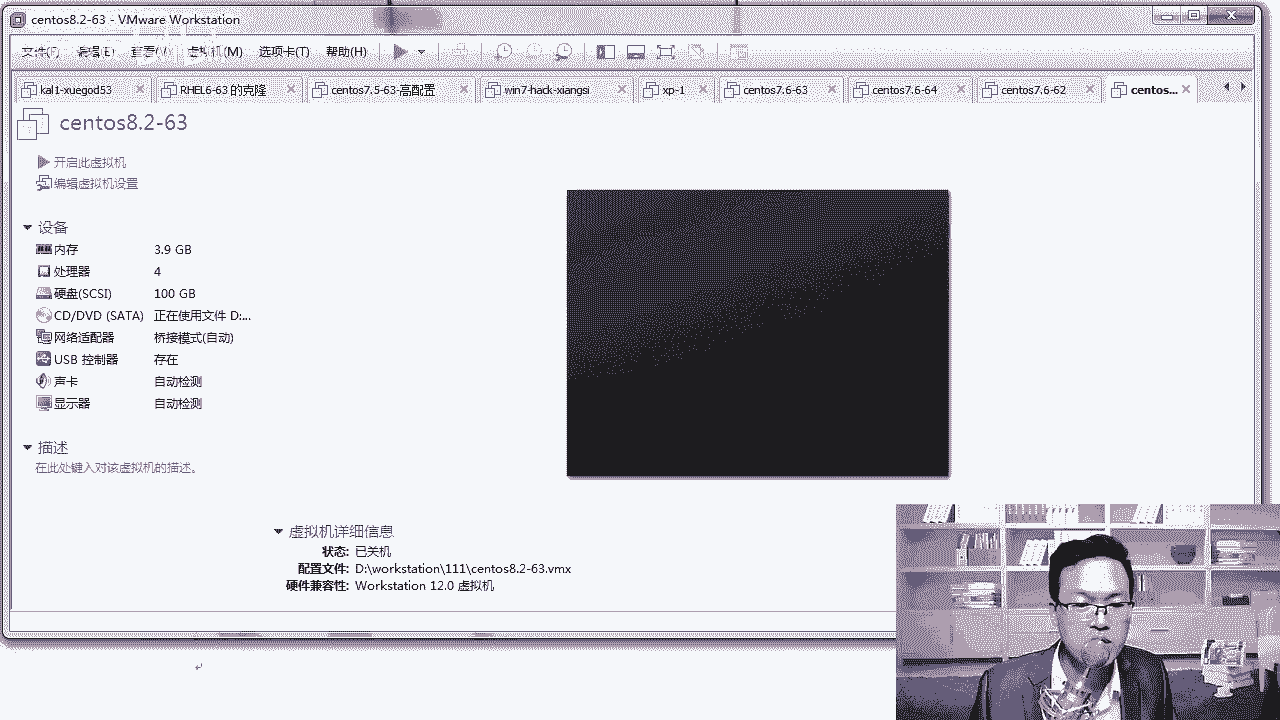 centos8.2-63 - VMware Workstation
文件(F) 编辑(E) 查看(V) 虚拟机(M) 选项卡(T) 帮助(H)
kal1-xuegod53 RHEL6-63 的克隆 centos7.5-63-高配置 win7-hack-xiangsi xp-1 centos7.6-63 centos7.6-64 centos7.6-62 centos...
centos8.2-63
开启此虚拟机
编辑虚拟机设置
设备
内存 3.9 GB
处理器 4
硬盘(SCSI) 100 GB
CD/DVD (SATA) 正在使用文件 D:...
网络适配器 桥接模式(自动)
USB 控制器 存在
声卡 自动检测
显示器 自动检测
描述
在此处键入对该虚拟机的描述。
虚拟机详细信息
状态: 已关机
配置文件: D:\workstation\111\centos8.2-63.vmx
硬件兼容性: Workstation 12.0 虚拟机